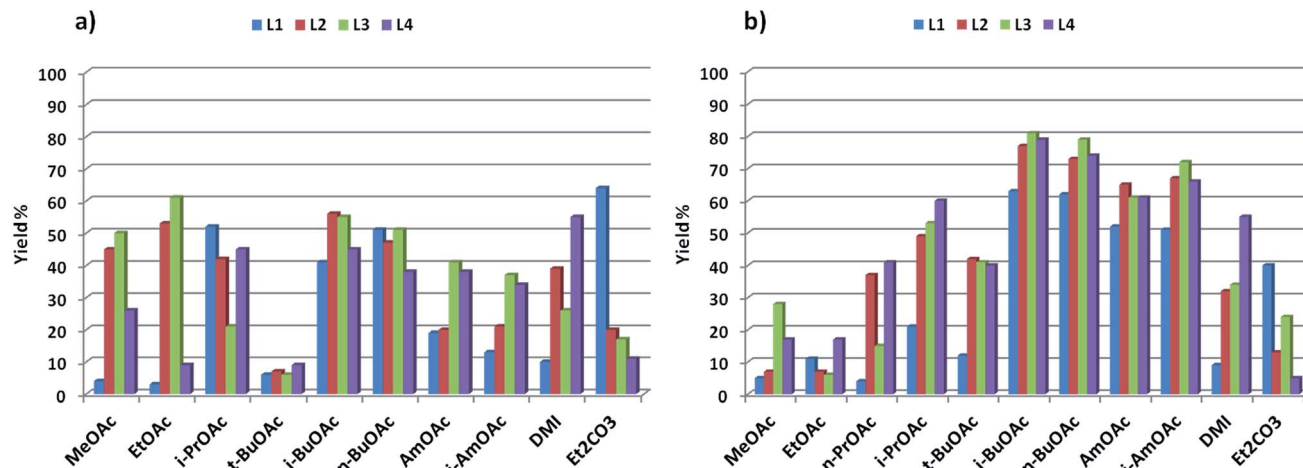 a)
L1 L2 L3 L4
Yield%
100
90
80
70
60
50
40
30
20
10
0
MeOAc
EtOAc
i-PrOAc
t-BuOAc
i-BuOAc
n-BuOAc
AmOAc
i-AmOAc
DMI
Et2CO3
b)
L1 L2 L3 L4
Yield%
100
90
80
70
60
50
40
30
20
10
0
MeOAc
EtOAc
n-PrOAc
i-PrOAc
t-BuOAc
i-BuOAc
n-BuOAc
AmOAc
i-AmOAc
DMI
Et2CO3